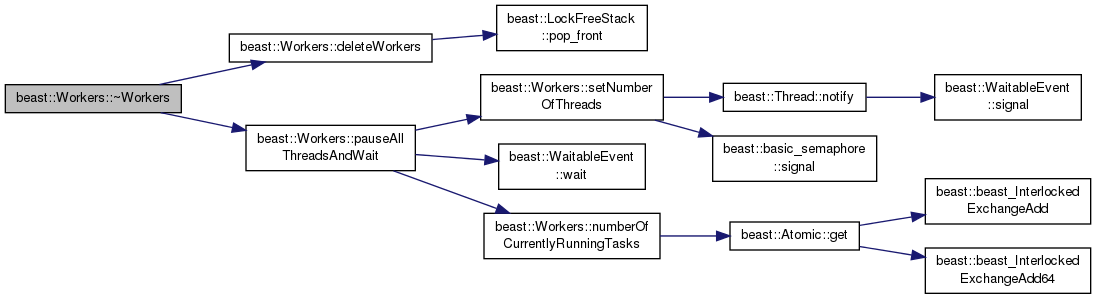 beast::Workers::~Workers
beast::Workers::deleteWorkers
beast::LockFreeStack
::pop_front
beast::Workers::pauseAll
ThreadsAndWait
beast::Workers::setNumber
OfThreads
beast::Thread::notify
beast::WaitableEvent
::signal
beast::basic_semaphore
::signal
beast::WaitableEvent
::wait
beast::Workers::numberOf
CurrentlyRunningTasks
beast::Atomic::get
beast::beast_Interlocked
ExchangeAdd
beast::beast_Interlocked
ExchangeAdd64